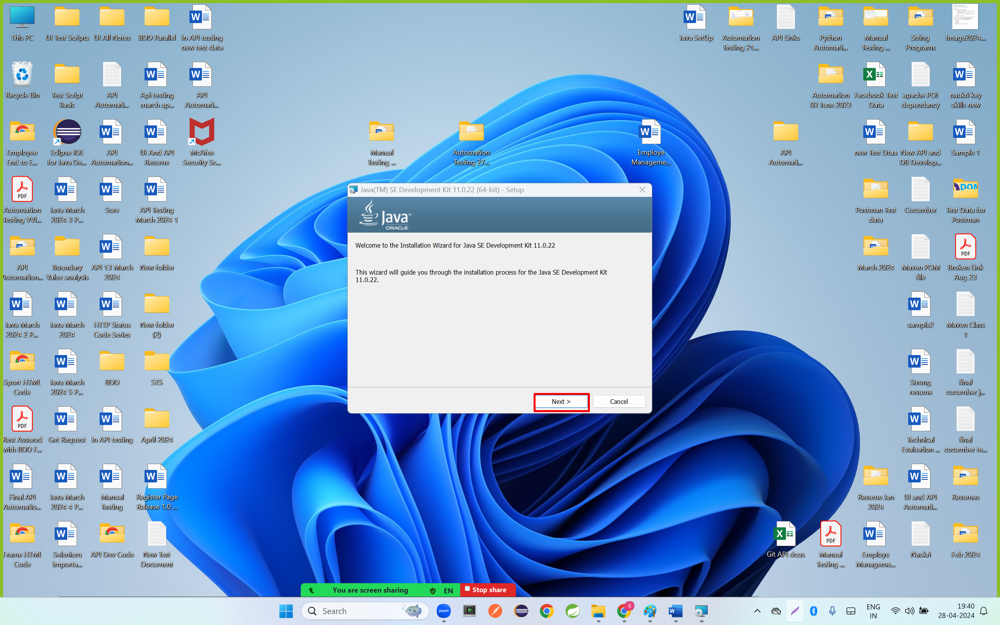 This PC
UI Test Scripts
UI All Notes
BDD Parallel
In API testing
new test data
Java SetUp
Automation
Testing 21...
API Links
Python
Automati...
Manual
Testing ...
String
Programs
Image2024...
Recycle Bin
Test Script
Basic
API
Automati...
Api testing
march ap...
API
Automati...
Automation
03 June 2023
Facebook Test
Data
apache POI
dependancy
naukri key
skills new
Employee
End to E...
Eclipse IDE
for Java De...
API
Automation...
UI And API
Resume
McAfee
Security Sc...
Manual
Testing ...
Automation
Testing 27...
Employe
Manageme...
API
Automati...
new Test Dtaa
New API and
DB Develop...
Sample 1
Automation
Testing VVI...
Java March
2024 3 P...
Sure
API Testing
March 2024 1
Postman Test
data
Cucumber
Test Data for
Postman
Java(TM) SE Development Kit 11.0.22 (64-bit) - Setup
Java™
ORACLE
Welcome to the Installation Wizard for Java SE Development Kit 11.0.22
This wizard will guide you through the installation process for the Java SE Development Kit
11.0.22.
Next >
Cancel
API
Automation...
Boundary
Value analysis
API 13 March
2024
New folder
March 2024
Maven POM
file
Broken Link
Aug 23
Java March
2024 2 P...
Java March
2024
HTTP Status
Code Series
New folder
(2)
sample2
Maven Class
1
Sport HTML
Code
Java March
2024 5 P...
BDD
STS
Strong
resume
final
cucumber j...
Rest Assured
with BDD F...
Get Request
In API testing
April 2024
Technical
Evaluation ...
final
cucumber te...
Final API
Automatio...
Java March
2024 4 P...
Manual
Testing
Register Page
Release 1.0 ...
Resume Jan
2024
UI and API
Automati...
Resumes
Frame HTML
Code
Selenium
Importa...
API Dev Code
New Text
Document
Git API dcos
Manual
Testing ...
Employe
Manageme...
Naukri
Feb 2024
You are screen sharing
EN
Stop share
Search
zoom
S
ENG
IN
19:40
28-04-2024